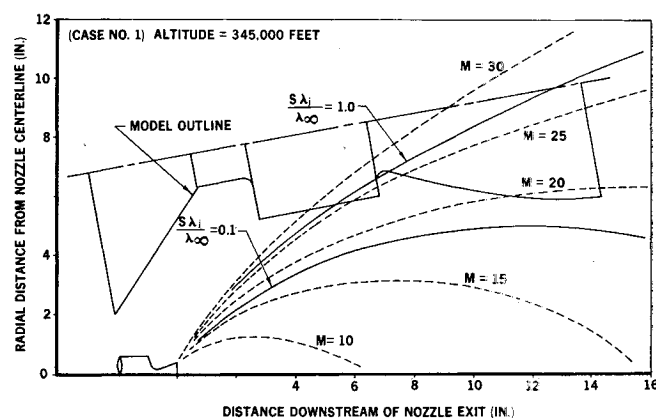 12
(CASE NO. 1) ALTITUDE = 345,000 FEET
M = 30
10
Sλj/λ∞ = 1.0
MODEL OUTLINE
8
M = 25
M = 20
6
Sλj/λ∞ = 0.1
4
M = 15
2
M = 10
0
4 6 8 10 12 14 16
RADIAL DISTANCE FROM NOZZLE CENTERLINE (IN.)
DISTANCE DOWNSTREAM OF NOZZLE EXIT (IN.)